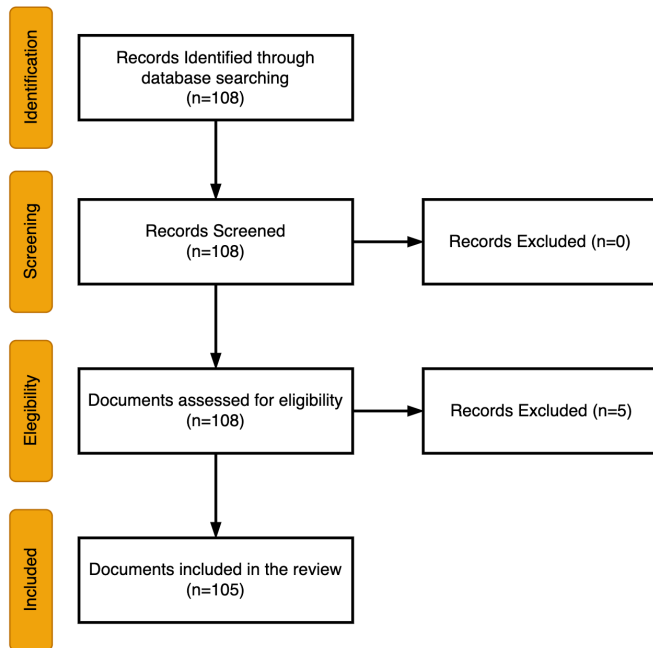 Identification
Records Identified through
database searching
(n=108)
Screening
Records Screened
(n=108)
Records Excluded (n=0)
Elegibility
Documents assessed for eligibility
(n=108)
Records Excluded (n=5)
Included
Documents included in the review
(n=105)